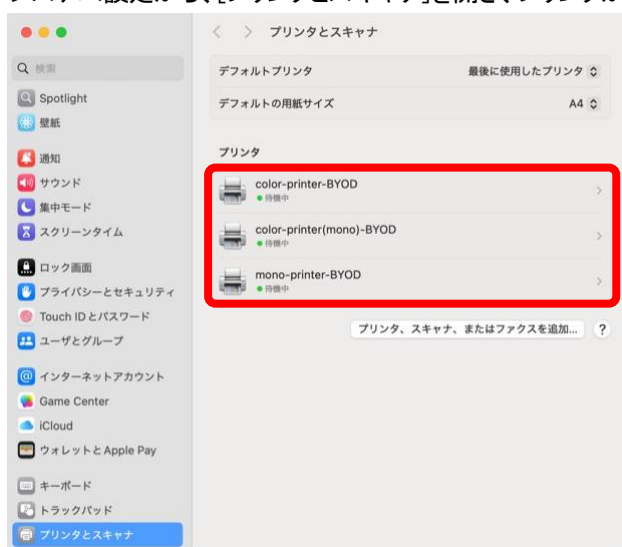 プリンタとスキャナ
検索
デフォルトプリンタ 最後に使用したプリンタ
デフォルトの用紙サイズ A4
Spotlight
壁紙
通知
サウンド
集中モード
スクリーンタイム
ロック画面
プライバシーとセキュリティ
Touch ID とパスワード
ユーザとグループ
インターネットアカウント
Game Center
iCloud
ウォレットと Apple Pay
キーボード
トラックパッド
プリンタとスキャナ
プリンタ
color-printer-BYOD
待機中
color-printer(mono)-BYOD
待機中
mono-printer-BYOD
待機中
プリンタ、スキャナ、またはファクスを追加... ?